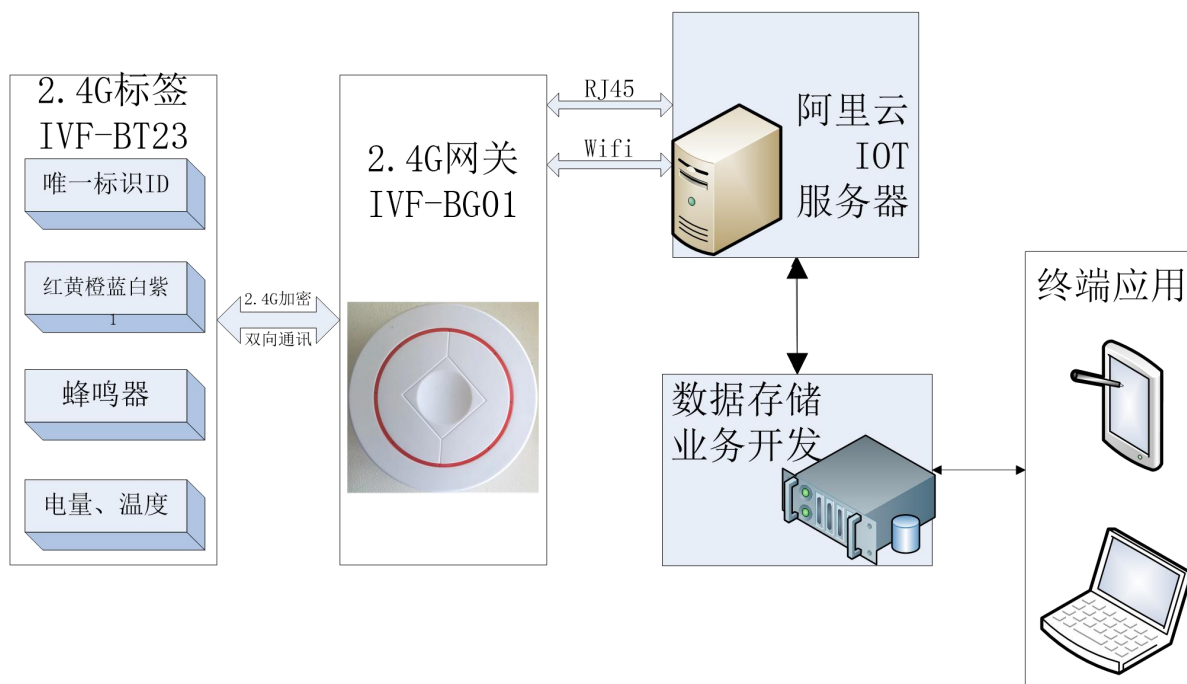 2.4G标签
IVF-BT23
唯一标识ID
红黄橙蓝白紫
I
蜂鸣器
电量、温度
2.4G加密
双向通讯
2.4G网关
IVF-BG01
RJ45
Wifi
阿里云
IOT
服务器
数据存储
业务开发
终端应用